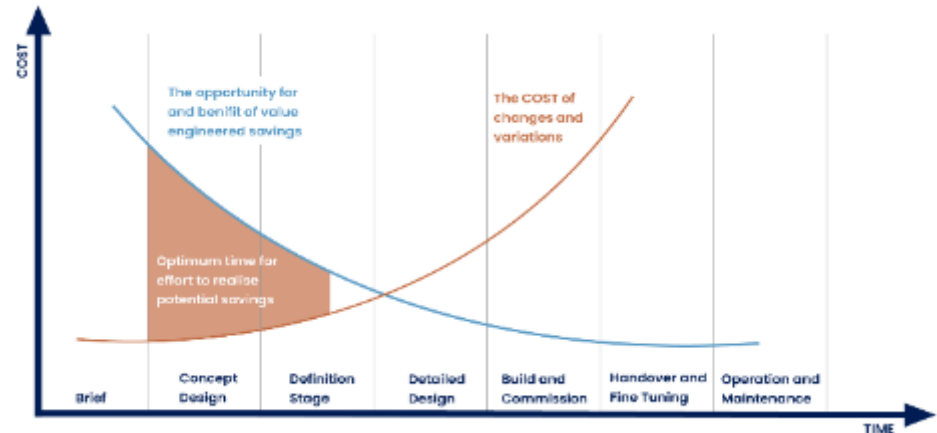 COST
The opportunity for
and benifit of value
engineered savings
The COST of
changes and
variations
Optimum time for
effort to realise
potential savings
Brief
Concept
Design
Definition
Stage
Detailed
Design
Build and
Commission
Handover and
Fine Tuning
Operation and
Maintenance
TIME